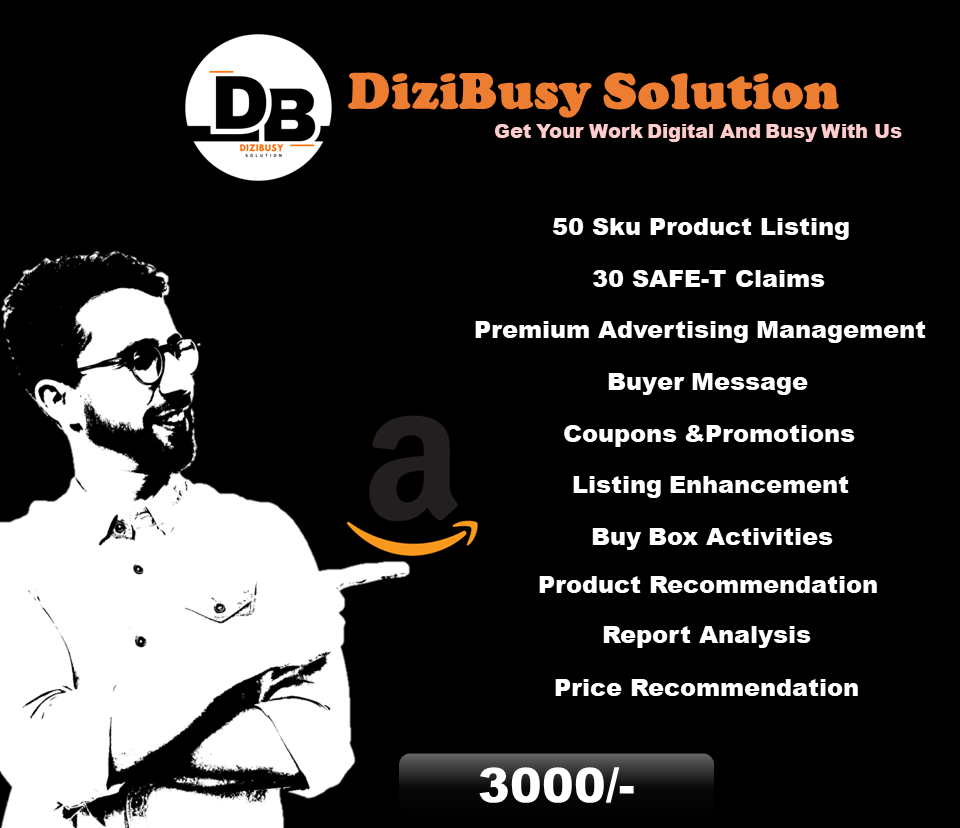 DB
DIZIBUSY
SOLUTION
DiziBusy Solution
Get Your Work Digital And Busy With Us
50 Sku Product Listing
30 SAFE-T Claims
Premium Advertising Management
Buyer Message
Coupons &Promotions
Listing Enhancement
a
Buy Box Activities
Product Recommendation
Report Analysis
Price Recommendation
3000/-